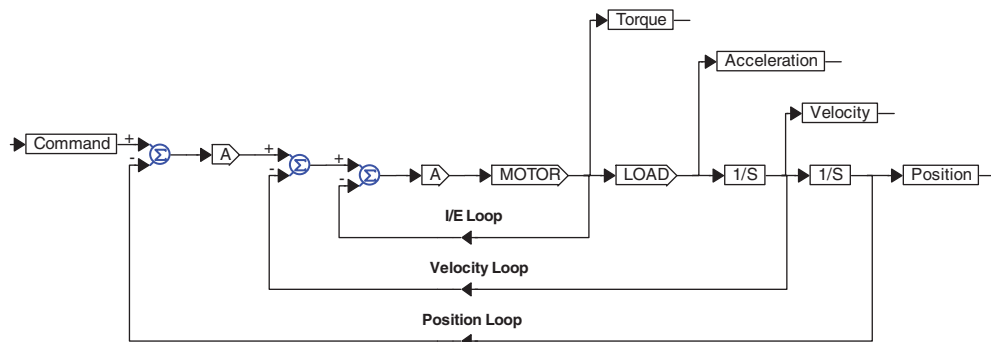 Torque
Acceleration
Velocity
Command
+
-
Σ
A
+
-
Σ
+
-
Σ
A
MOTOR
LOAD
1/S
1/S
Position
I/E Loop
Velocity Loop
Position Loop